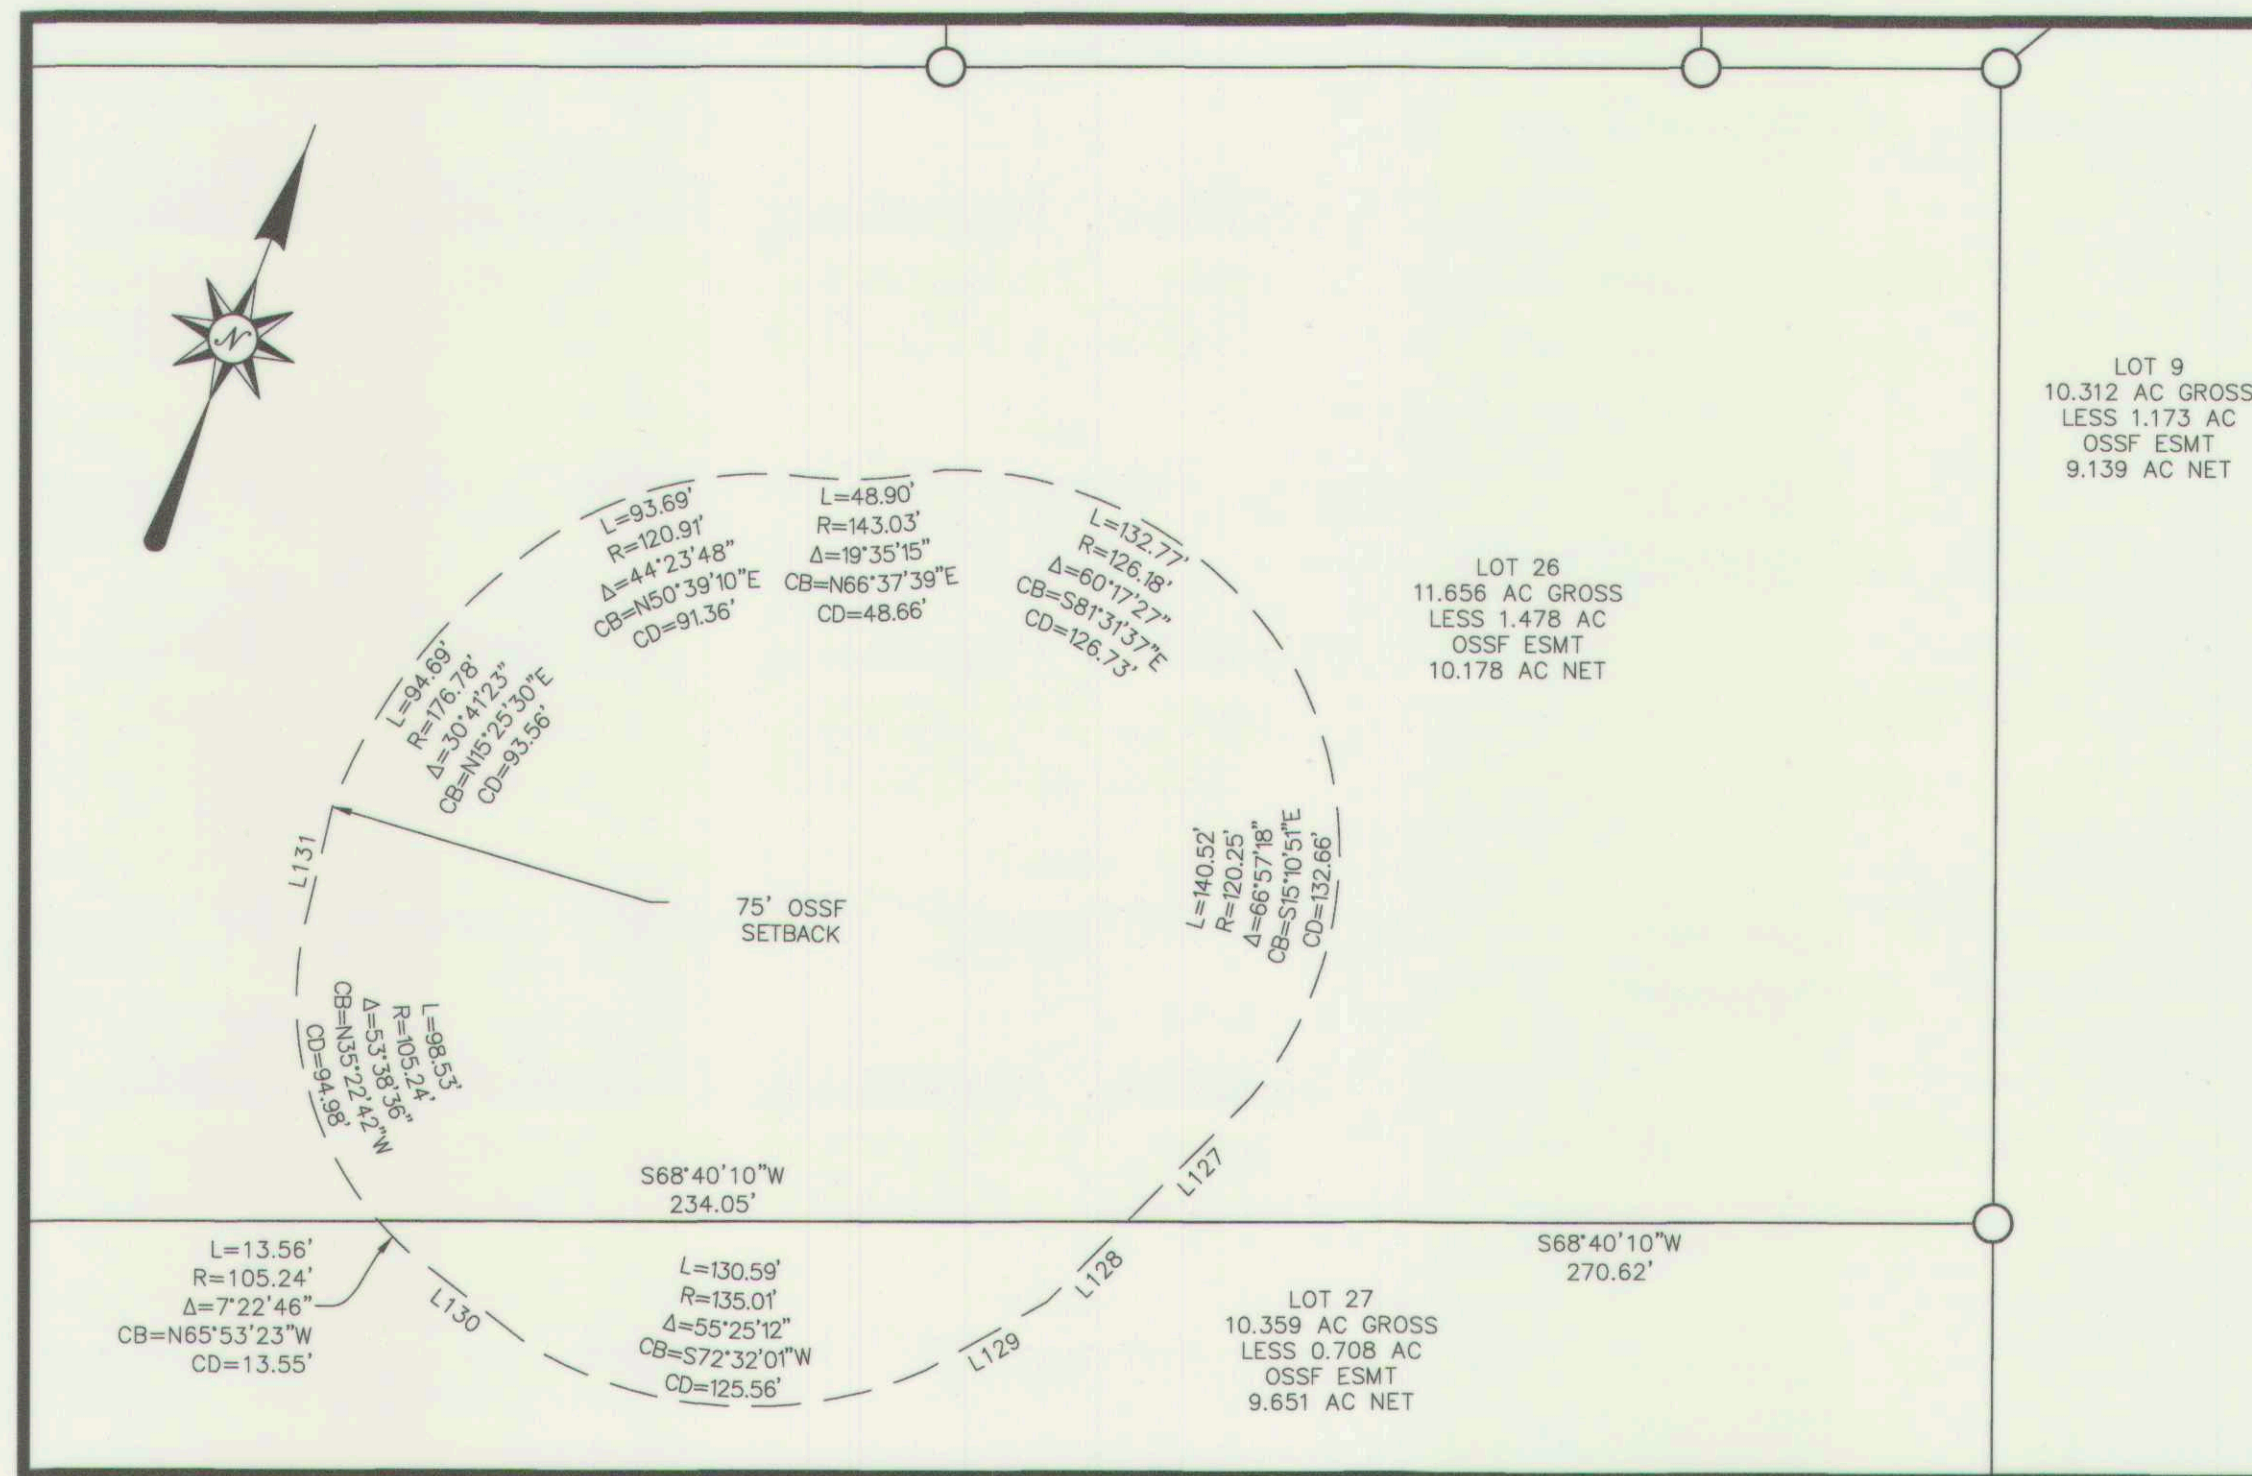 N
LOT 9
10.312 AC GROSS
LESS 1.173 AC
OSSF ESMT
9.139 AC NET
L=93.69'
R=120.91'
Δ=44°23'48"
CB=N50°39'10"E
CD=91.36'
L=48.90'
R=143.03'
Δ=19°35'15"
CB=N66°37'39"E
CD=48.66'
L=132.77'
R=126.18'
Δ=60°17'27"
CB=S81°31'37"E
CD=126.73'
LOT 26
11.656 AC GROSS
LESS 1.478 AC
OSSF ESMT
10.178 AC NET
L=94.69'
R=176.78'
Δ=30°41'23"
CB=N15°25'30"E
CD=93.56'
L131
75' OSSF
SETBACK
L=140.52'
R=120.25'
Δ=66°57'18"
CB=S15°10'51"E
CD=132.66'
L=98.53'
R=105.24'
Δ=53°38'36"
CB=N35°22'42"W
CD=94.98'
L127
S68°40'10"W
234.05'
L=13.56'
R=105.24'
Δ=7°22'46"
CB=N65°53'23"W
CD=13.55'
L130
L=130.59'
R=135.01'
Δ=55°25'12"
CB=S72°32'01"W
CD=125.56'
L129
L128
S68°40'10"W
270.62'
LOT 27
10.359 AC GROSS
LESS 0.708 AC
OSSF ESMT
9.651 AC NET